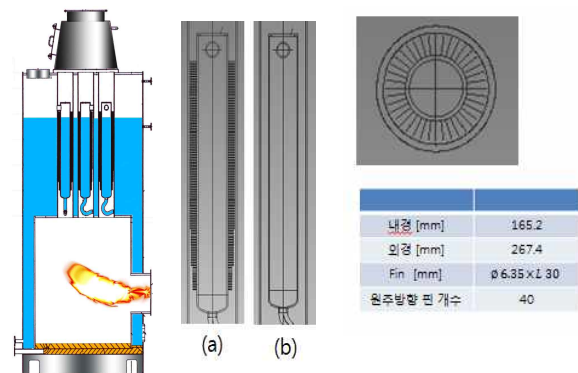 (a)
(b)
내경 [mm] 165.2
외경 [mm] 267.4
Fin [mm] ø6.35×L 30
원주방향 핀 개수 40